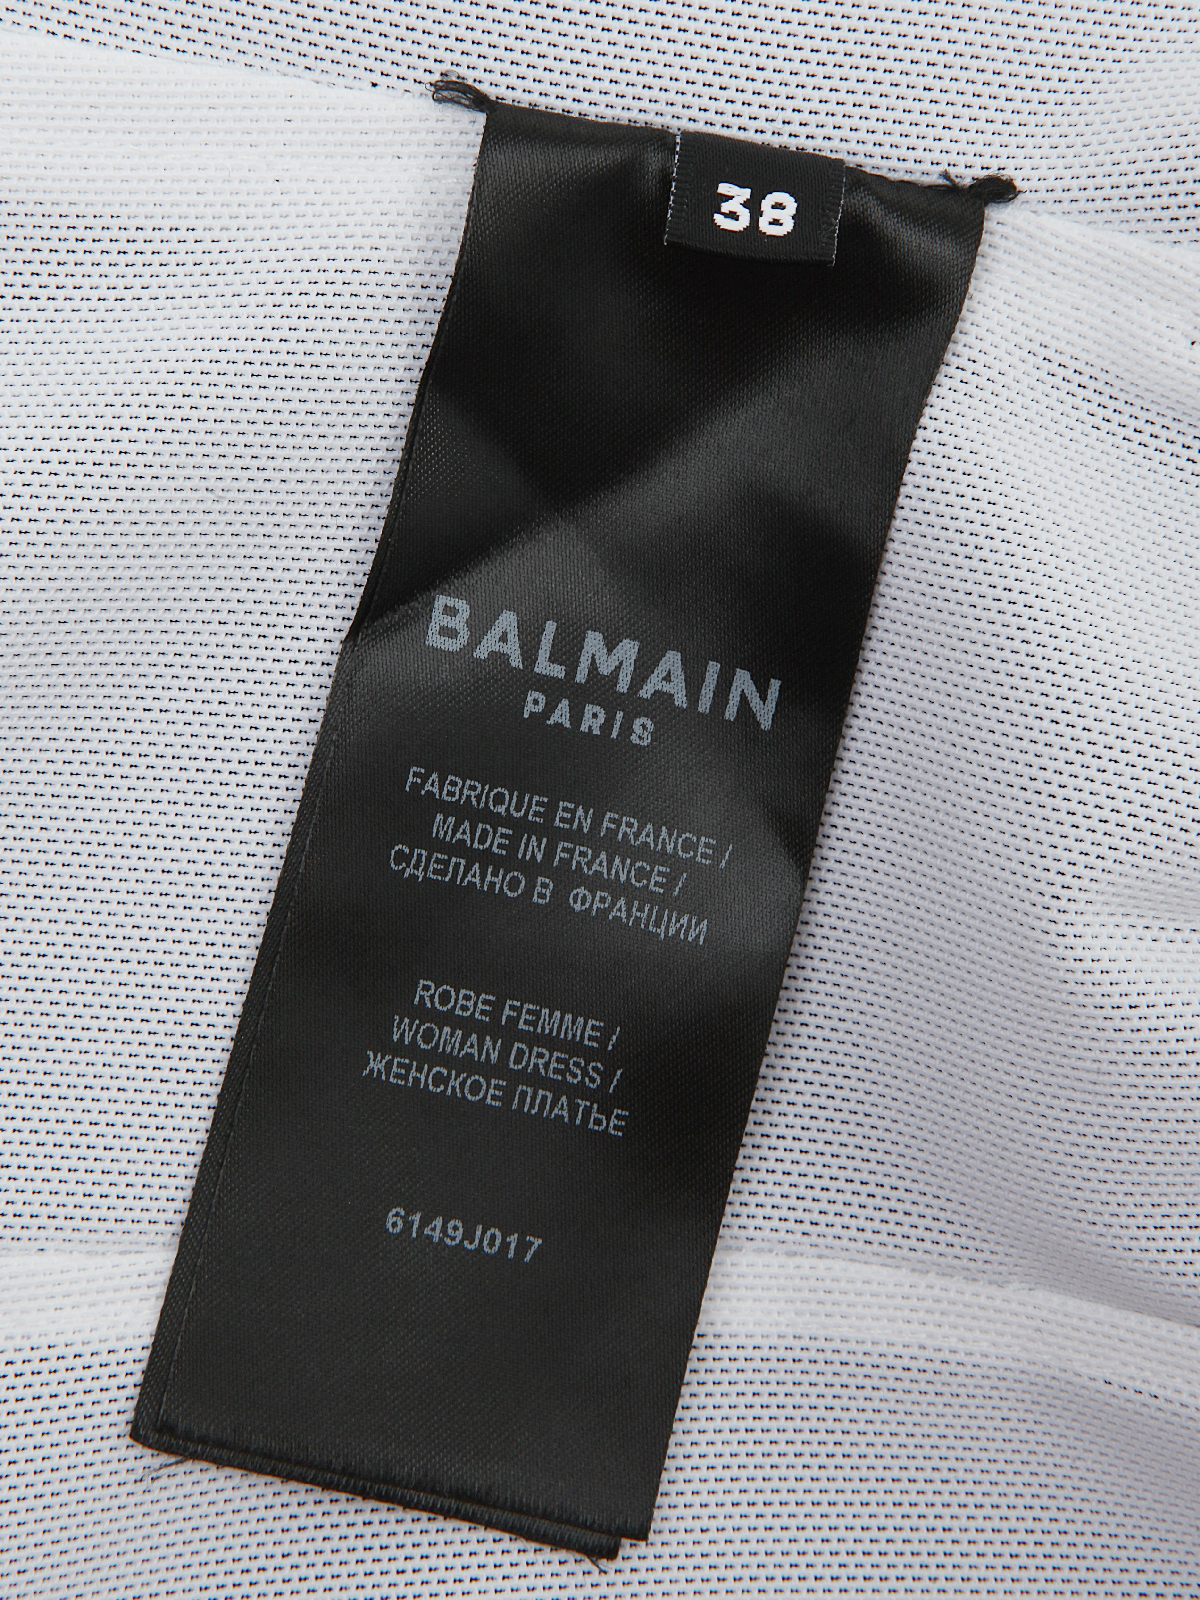 38
BALMAIN
PARIS
FABRIQUE EN FRANCE /
MADE IN FRANCE /
СДЕЛАНО В ФРАНЦИИ
ROBE FEMME /
WOMAN DRESS /
ЖЕНСКОЕ ПЛАТЬЕ
6149J017